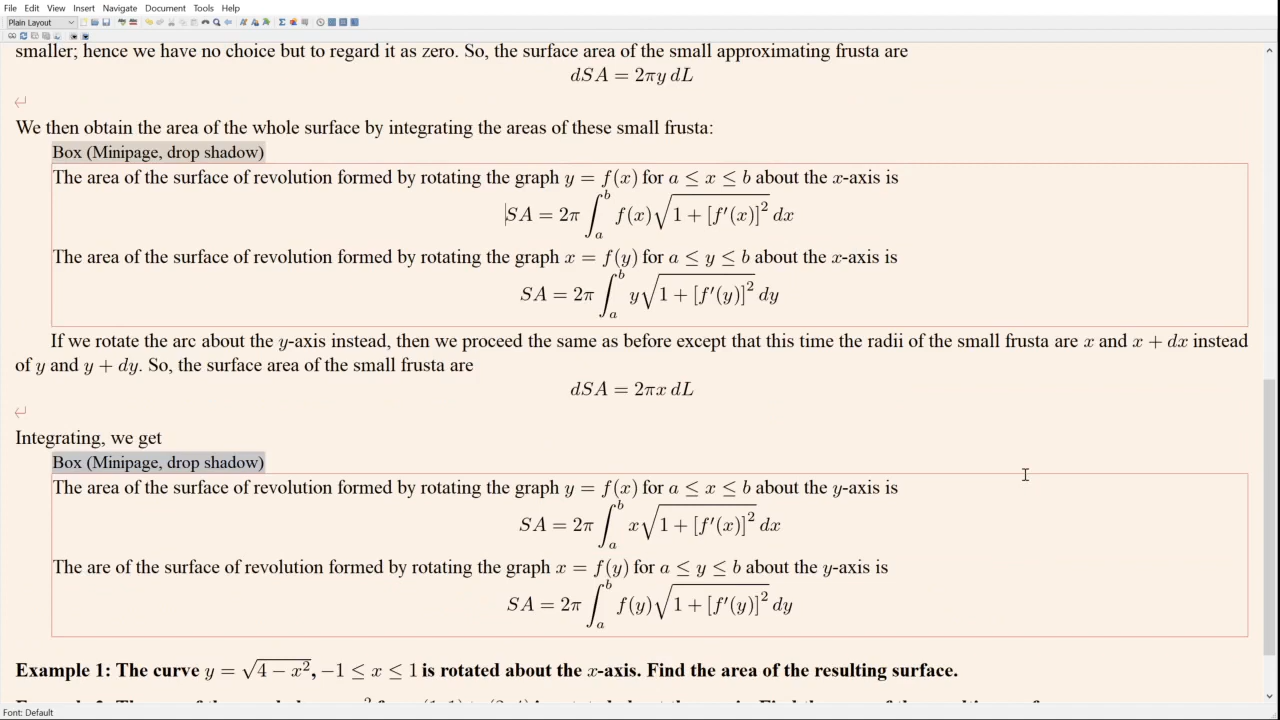 File Edit View Insert Navigate Document Tools Help
Plain Layout
smaller; hence we have no choice but to regard it as zero. So, the surface area of the small approximating frusta are
dSA = 2πy dL
We then obtain the area of the whole surface by integrating the areas of these small frusta:
Box (Minipage, drop shadow)
The area of the surface of revolution formed by rotating the graph y = f(x) for a ≤ x ≤ b about the x-axis is
SA = 2π ∫_a^b f(x)√(1 + [f′(x)]²) dx
The area of the surface of revolution formed by rotating the graph x = f(y) for a ≤ y ≤ b about the x-axis is
SA = 2π ∫_a^b y√(1 + [f′(y)]²) dy
If we rotate the arc about the y-axis instead, then we proceed the same as before except that this time the radii of the small frusta are x and x + dx instead
of y and y + dy. So, the surface area of the small frusta are
dSA = 2πx dL
Integrating, we get
Box (Minipage, drop shadow)
The area of the surface of revolution formed by rotating the graph y = f(x) for a ≤ x ≤ b about the y-axis is
SA = 2π ∫_a^b x√(1 + [f′(x)]²) dx
The are of the surface of revolution formed by rotating the graph x = f(y) for a ≤ y ≤ b about the y-axis is
SA = 2π ∫_a^b f(y)√(1 + [f′(y)]²) dy
Example 1: The curve y = √(4 − x²), −1 ≤ x ≤ 1 is rotated about the x-axis. Find the area of the resulting surface.
Font: Default